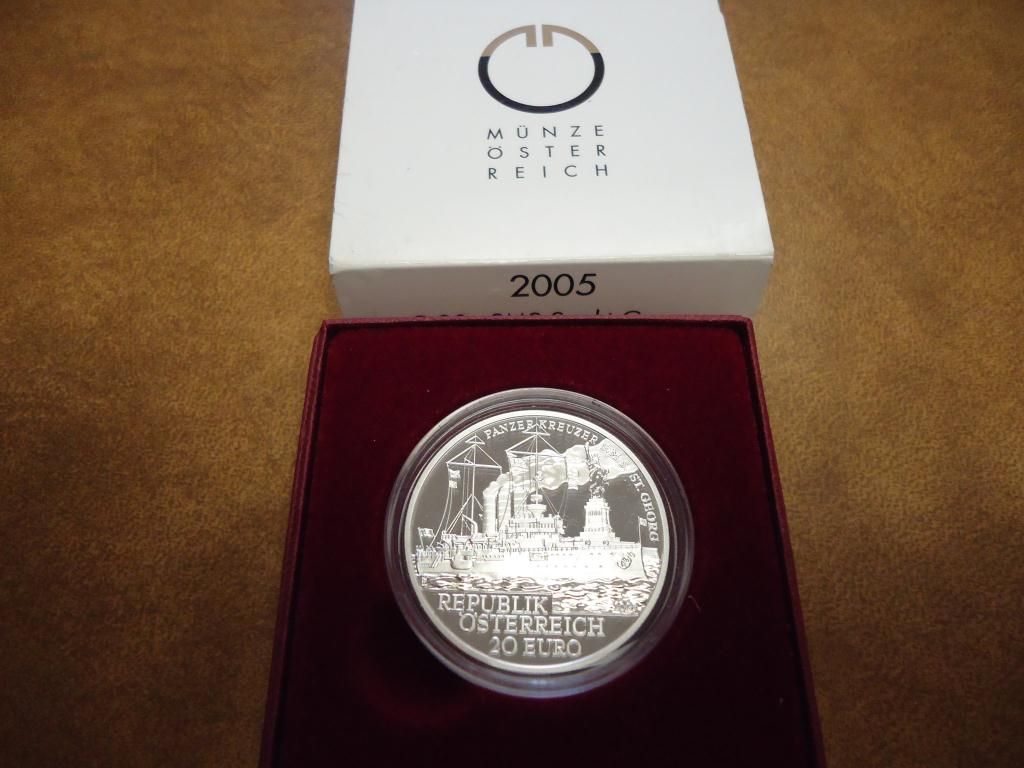 MÜNZE
ÖSTER
REICH
2005
PANZER KREUZER
ST. GEORG
REPUBLIK
ÖSTERREICH
20 EURO